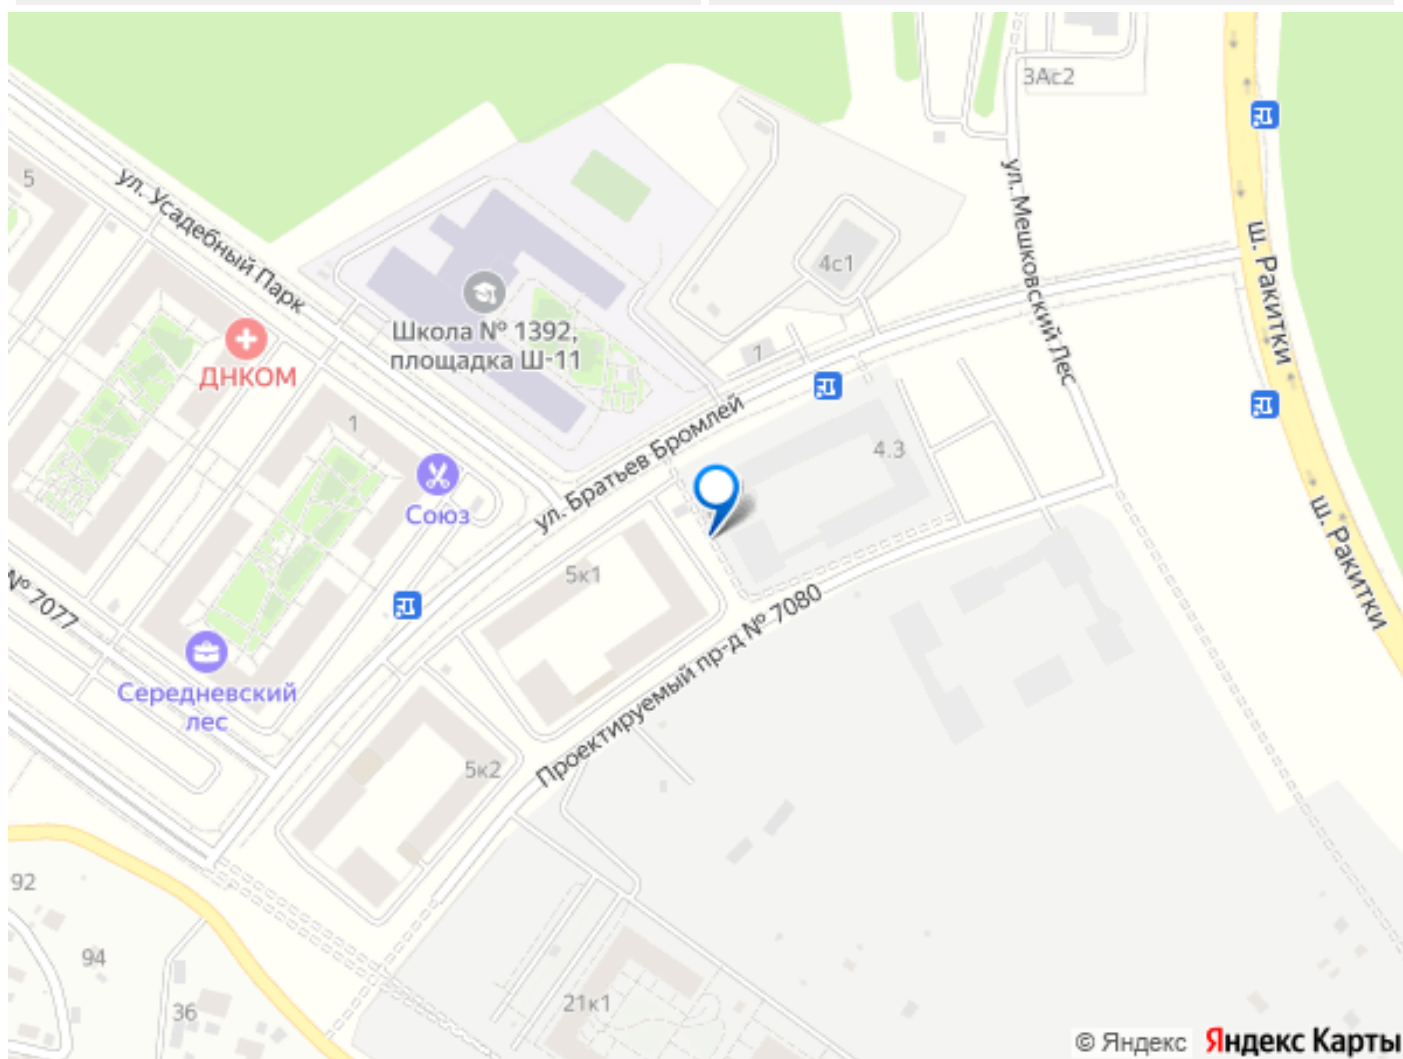 3Ас2
5
ул. Усадебный Парк
ул. Мешковский Лес
ш. Ракитки
4с1
Школа № 1392,
площадка Ш-11
7
ДНКОМ
1
ул. Братьев Бромлей
4.3
Союз
ш. Ракитки
5к1
№ 7077
Проектируемый пр-д № 7080
Середневский
лес
5к2
92
94
36
21к1
© Яндекс Яндекс Карты